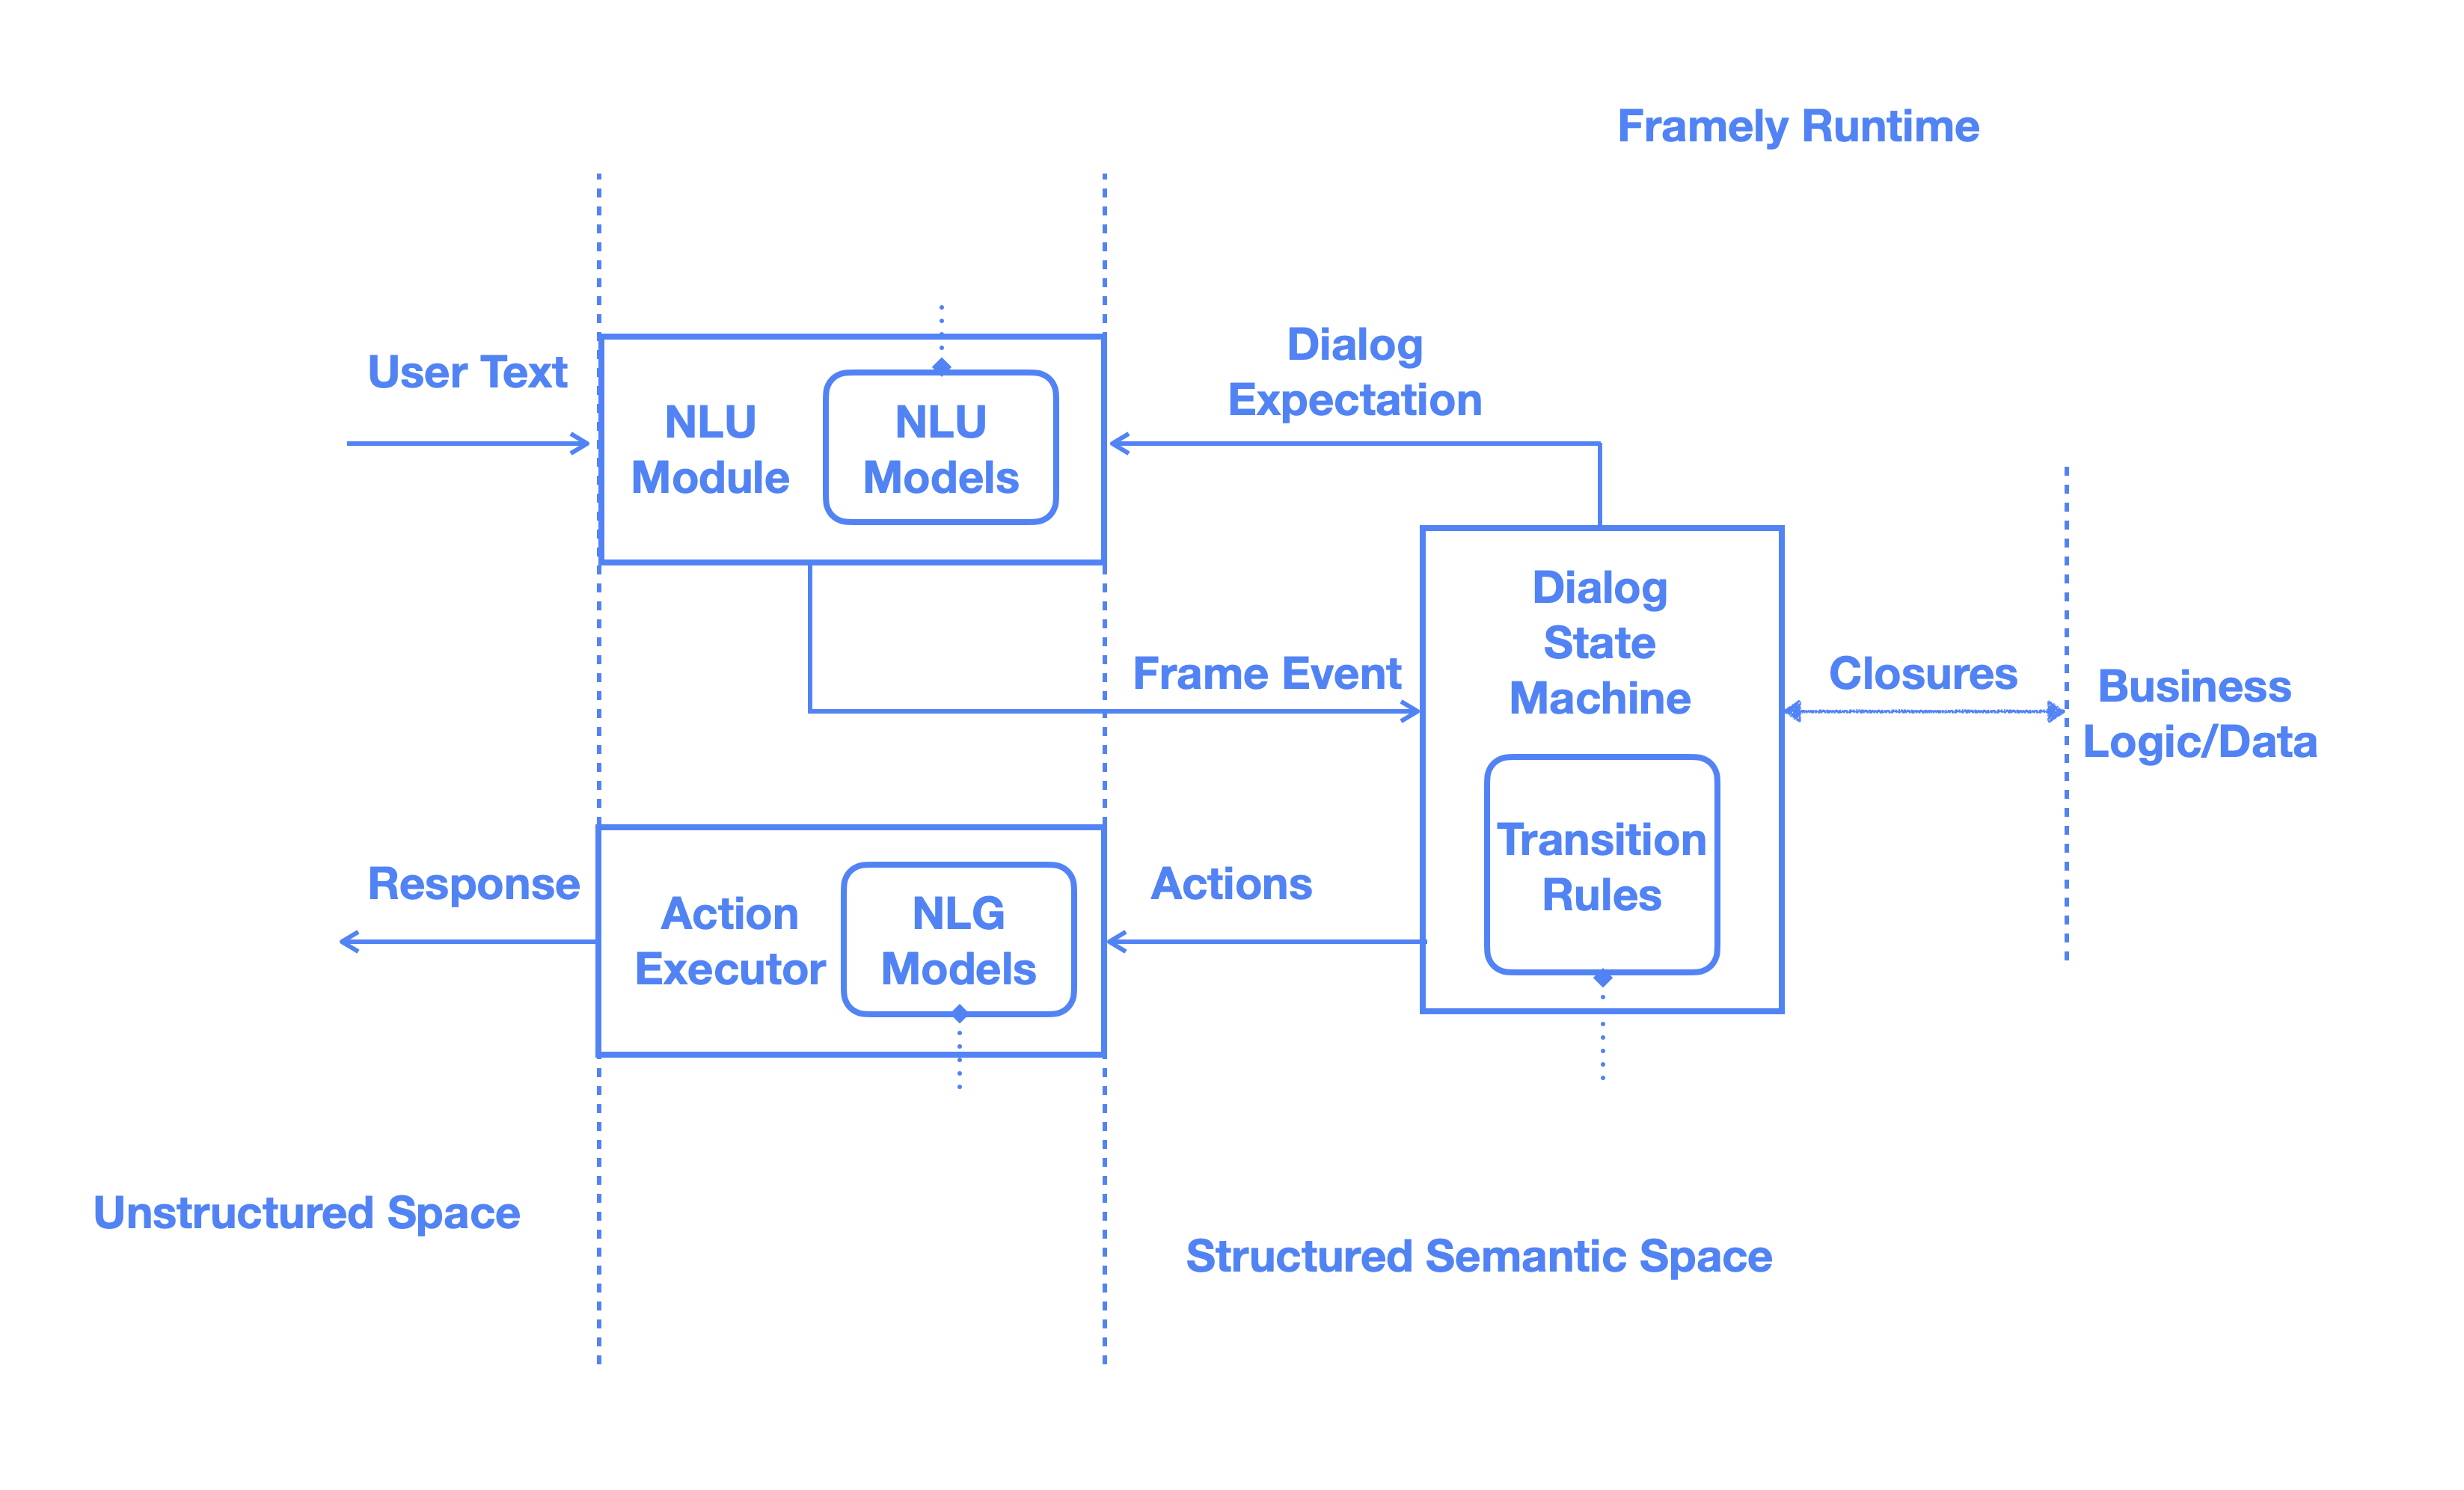 Framely Runtime
User Text
NLU
Module
NLU
Models
Dialog
Expectation
Dialog
State
Machine
Frame Event
Closures
Business
Logic/Data
Transition
Rules
Response
Action
Executor
NLG
Models
Actions
Unstructured Space
Structured Semantic Space